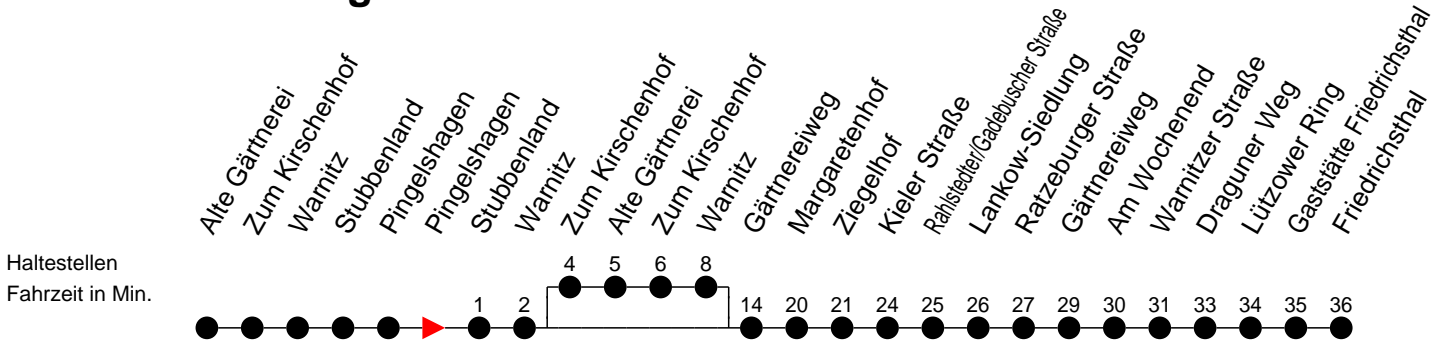 Alte Gärtnerei
Zum Kirschenhof
Warnitz
Stubbenland
Pingelshagen
Pingelshagen
Stubbenland
Warnitz
Zum Kirschenhof
Alte Gärtnerei
Zum Kirschenhof
Warnitz
Gärtnereiweg
Margaretenhof
Ziegelhof
Kieler Straße
Rahlstedter/Gadebuscher Straße
Lankow-Siedlung
Ratzeburger Straße
Gärtnereiweg
Am Wochenend
Warnitzer Straße
Draguner Weg
Lützower Ring
Gaststätte Friedrichsthal
Friedrichsthal
Haltestellen
4 5 6 8
Fahrzeit in Min.
1 2 14 20 21 24 25 26 27 29 30 31 33 34 35 36